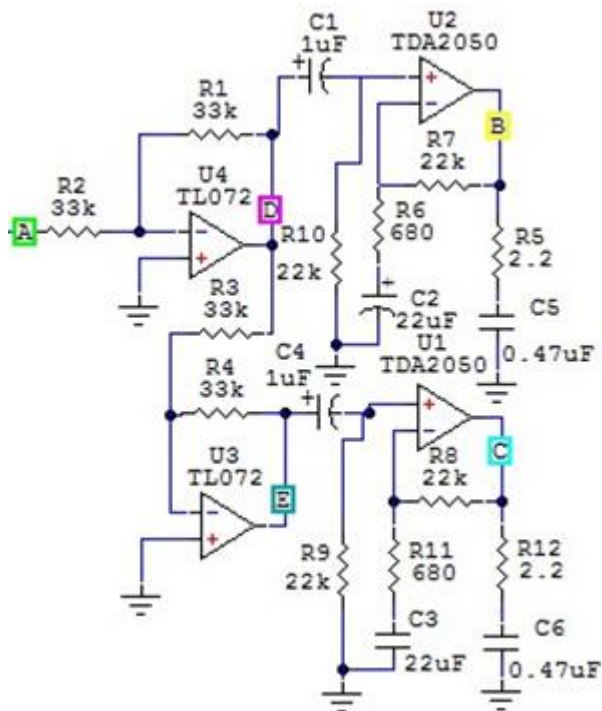 C1
1uF
U2
TDA2050
R1
33k
B
R7
22k
R2
33k
U4
TL072
D
A
R6
680
R10
22k
R5
2.2
R3
33k
C2
22uF
C5
0.47uF
U1
TDA2050
C4
1uF
R4
33k
U3
TL072
C
R8
22k
E
R9
22k
R11
680
R12
2.2
C3
22uF
C6
0.47uF